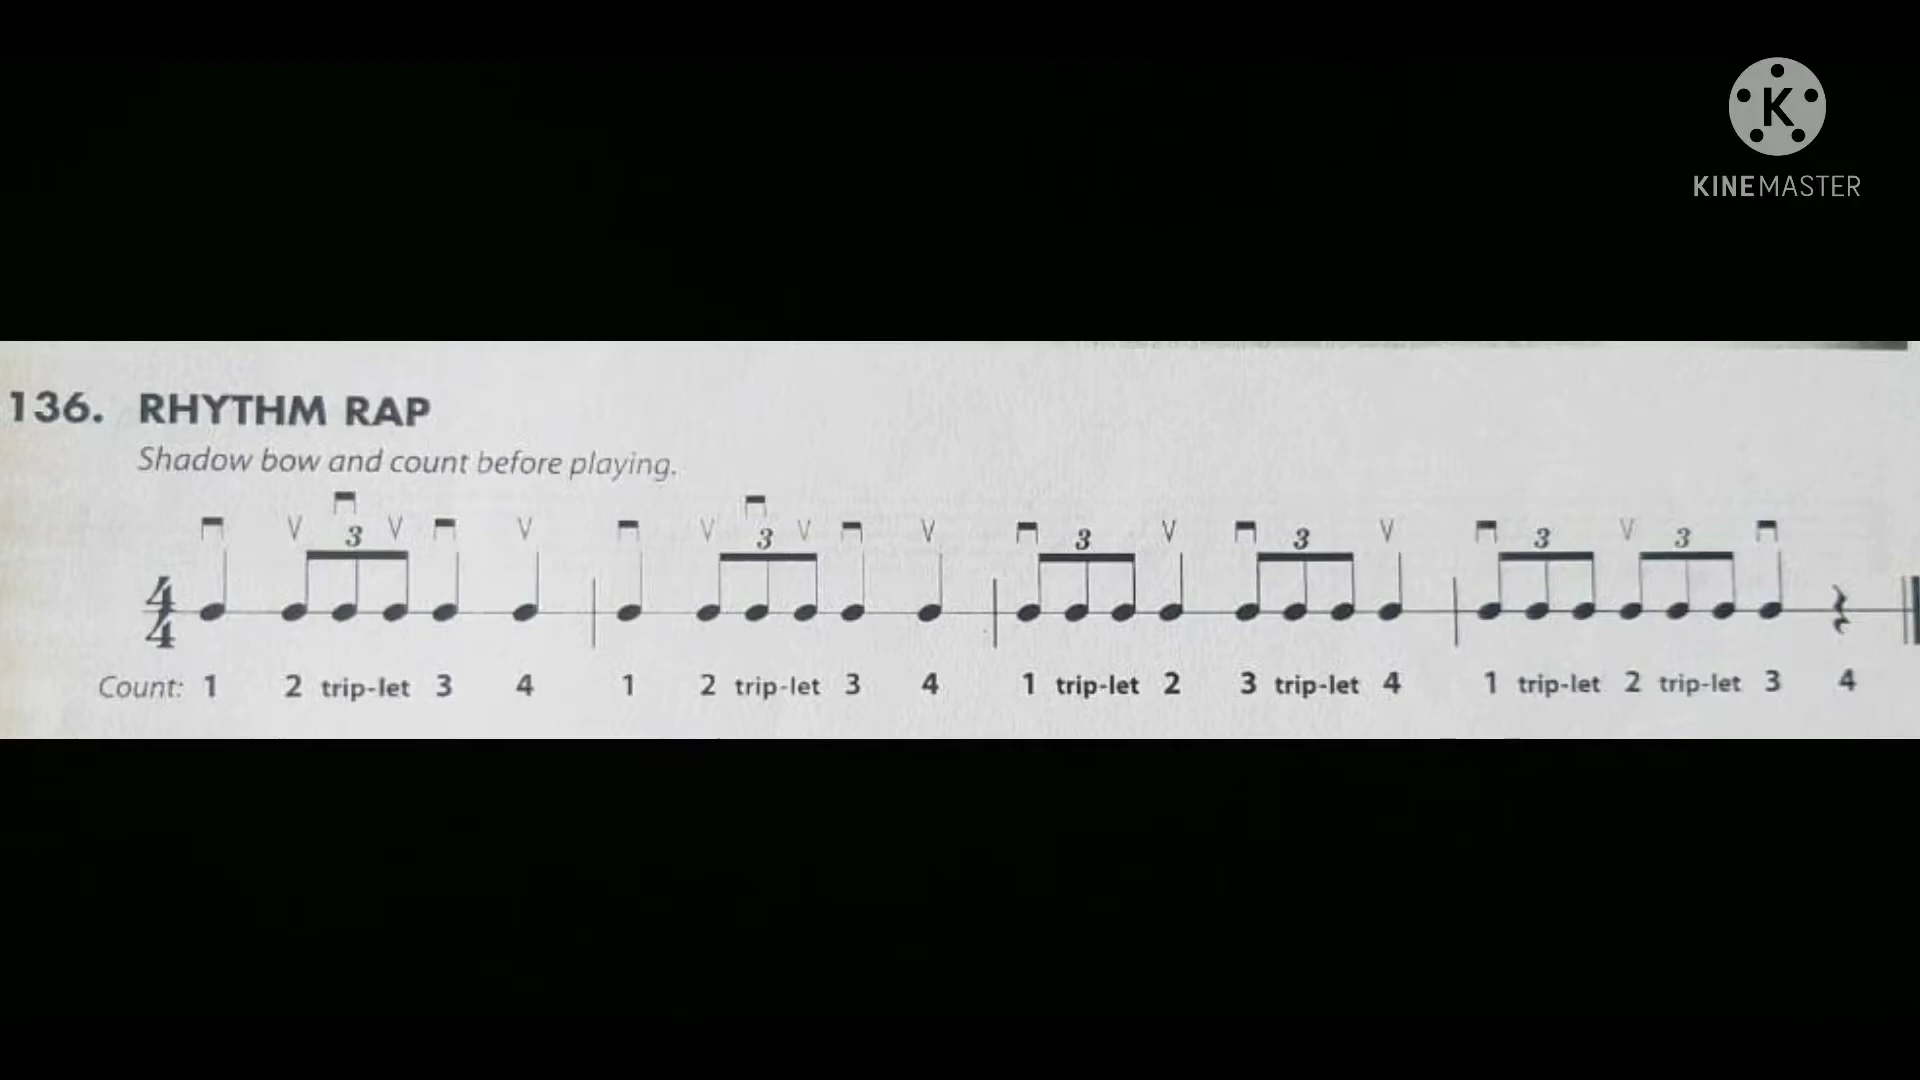 KINEMASTER
136. RHYTHM RAP
Shadow bow and count before playing.
3 3 3 3 3 3
4
4
Count: 1 2 trip-let 3 4 1 2 trip-let 3 4 1 trip-let 2 3 trip-let 4 1 trip-let 2 trip-let 3 4